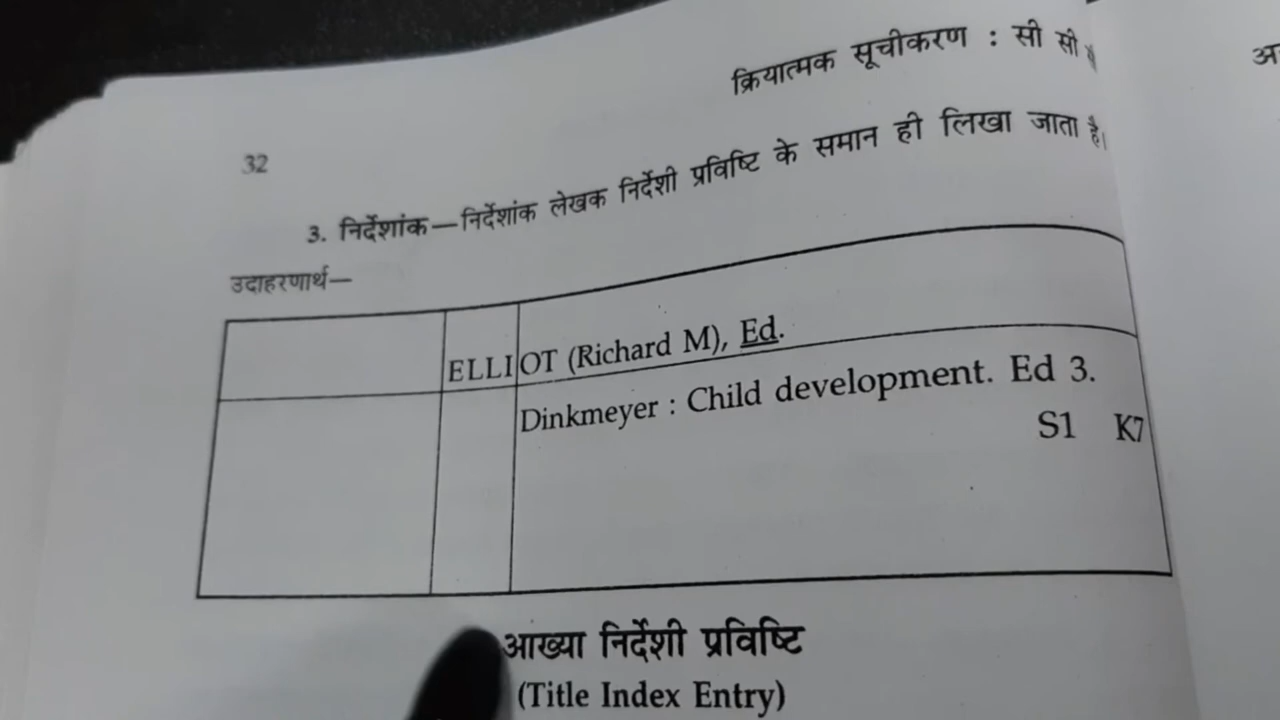 क्रियात्मक सूचीकरण : सी सी
32
3. निर्देशांक—निर्देशांक लेखक निर्देशी प्रविष्टि के समान ही लिखा जाता है।
उदाहरणार्थ—
ELLIOT (Richard M), Ed.
Dinkmeyer : Child development. Ed 3.
S1 K7
आख्या निर्देशी प्रविष्टि
(Title Index Entry)